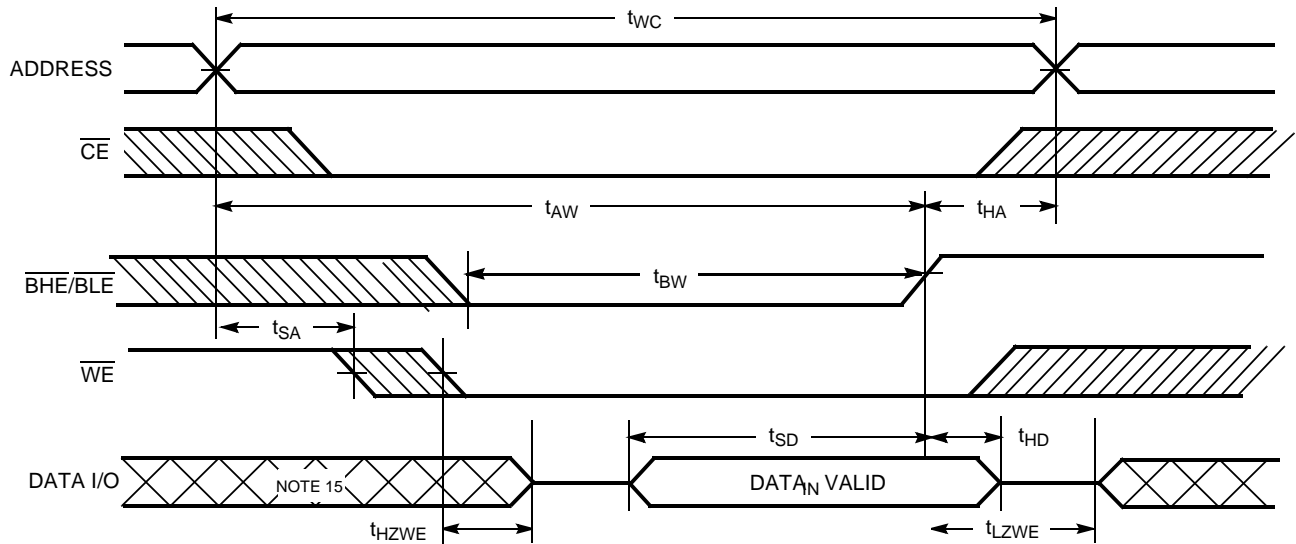 tWC
ADDRESS
CE
tAW
tHA
BHE/BLE
tBW
tSA
WE
tSD
tHD
DATA I/O
NOTE 15
DATAIN VALID
tHZWE
tLZWE